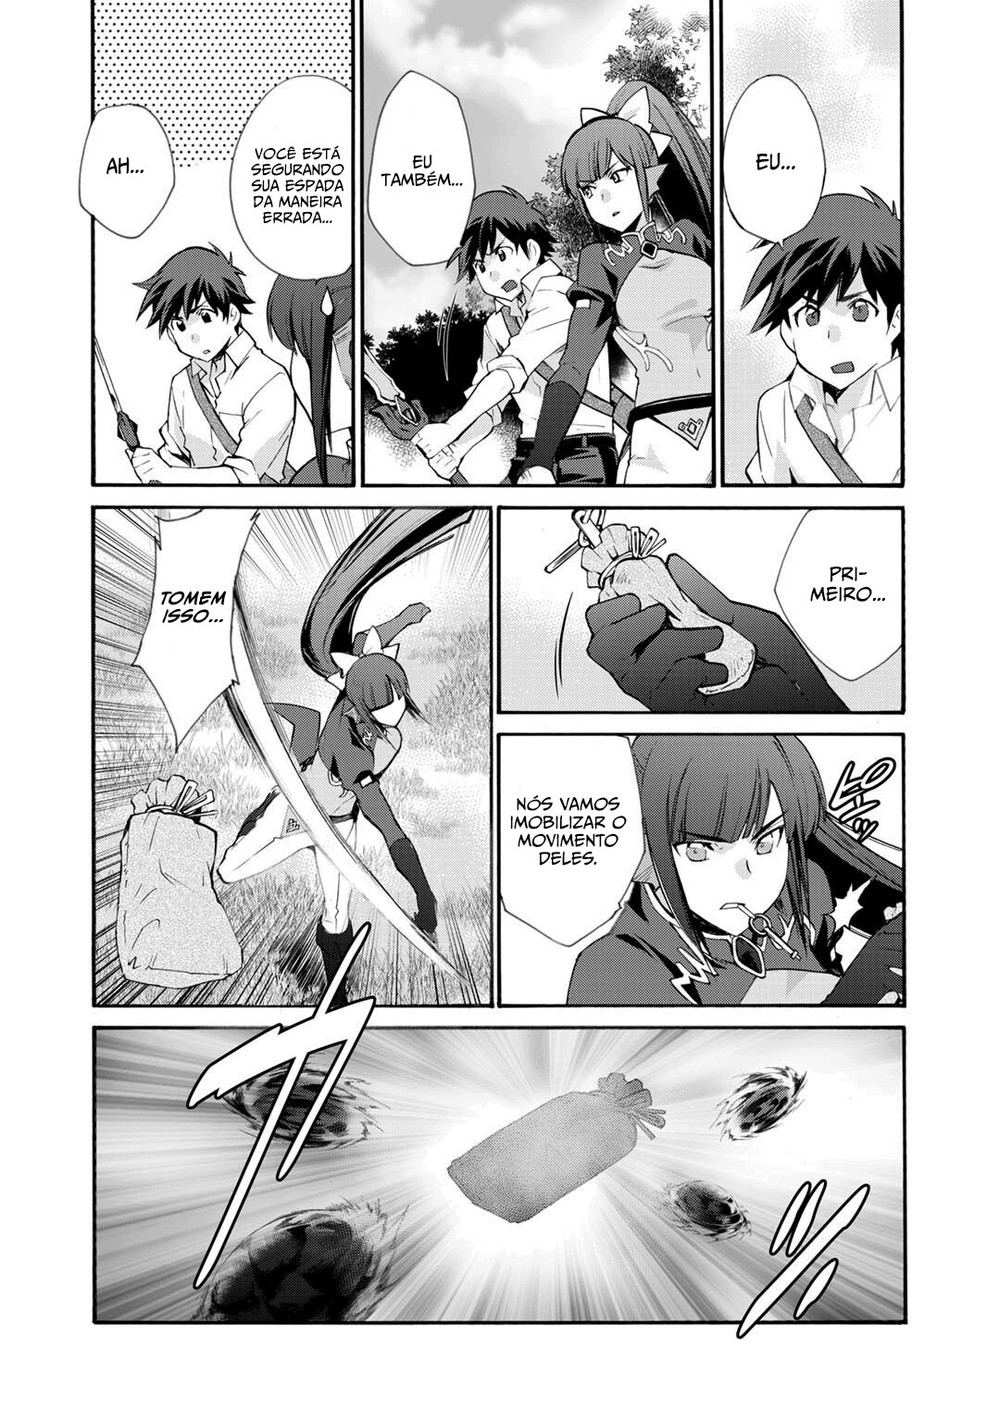 EU...
EU
TAMBÉM...
VOCÊ ESTÁ
SEGURANDO
SUA ESPADA
DA MANEIRA
ERRADA...
AH...
PRI-
MEIRO...
NÓS VAMOS
IMOBILIZAR O
MOVIMENTO
DELES.
TOMEM
ISSO...